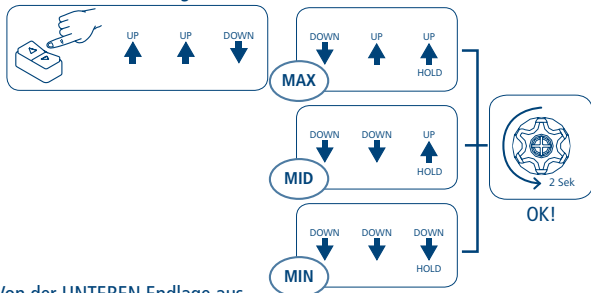 UP UP DOWN
DOWN UP UP
HOLD
MAX
DOWN DOWN UP
HOLD
MID
2 Sek
OK!
DOWN DOWN DOWN
HOLD
MIN
der UNTEREN Endlage aus